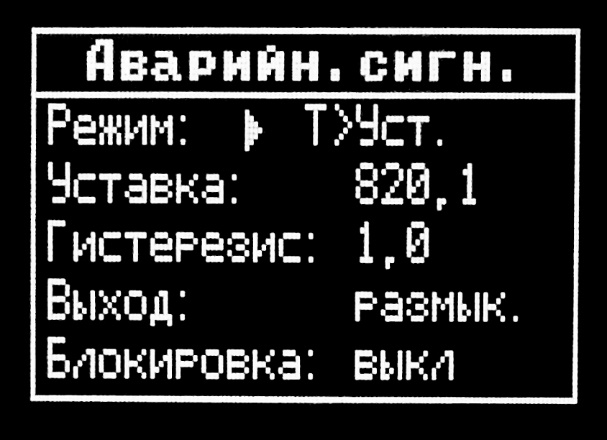 Аварийн.сигн.
Режим: ▶ T>Уст.
Уставка: 820,1
Гистерезис: 1,0
Выход: размык.
Блокировка: выкл